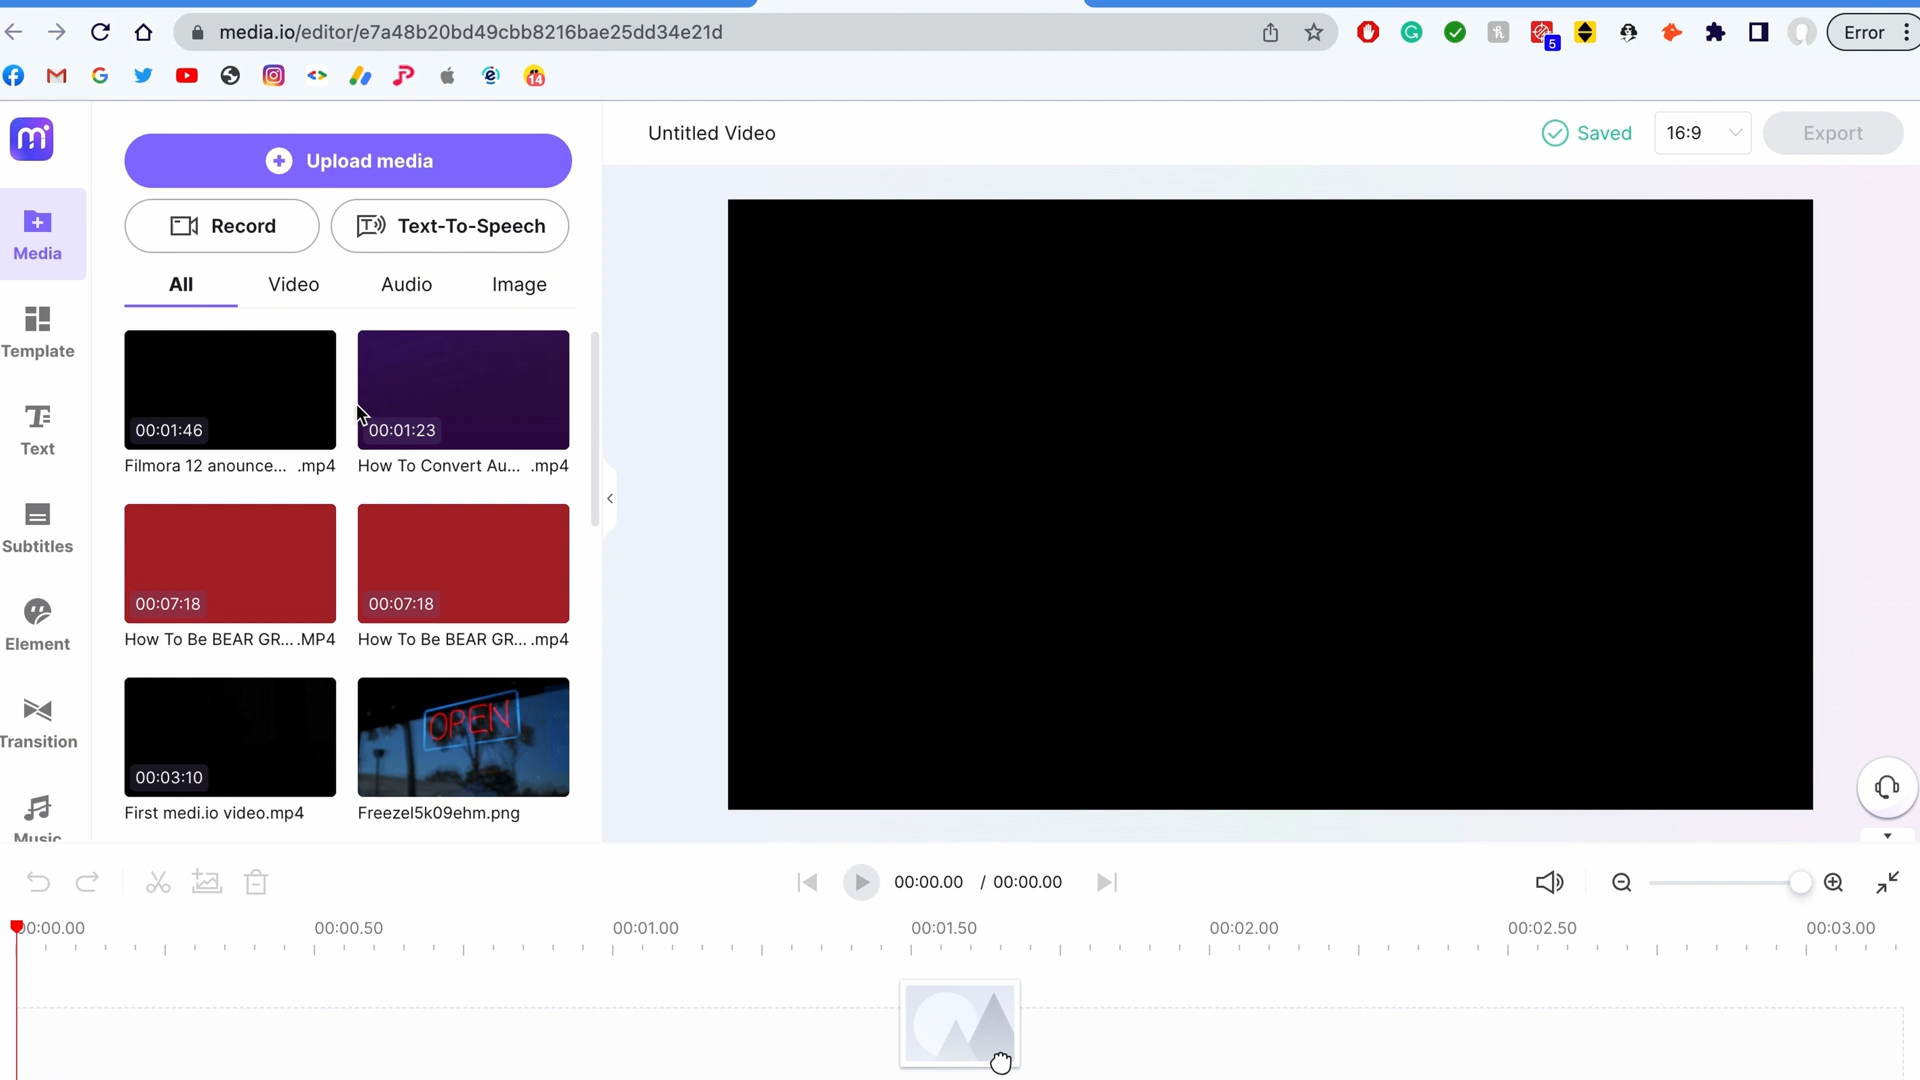 media.io/editor/e7a48b20bd49cbb8216bae25dd34e21d
5
Error
14
Upload media
Record
Text-To-Speech
All
Video
Audio
Image
Media
Template
Text
Subtitles
Element
Transition
Music
00:01:46
Filmora 12 anounce... .mp4
00:01:23
How To Convert Au... .mp4
00:07:18
How To Be BEAR GR... .MP4
00:07:18
How To Be BEAR GR... .mp4
00:03:10
First medi.io video.mp4
OPEN
Freezel5k09ehm.png
Untitled Video
Saved
16:9
Export
00:00.00 / 00:00.00
00:00.00
00:00.50
00:01.00
00:01.50
00:02.00
00:02.50
00:03.00